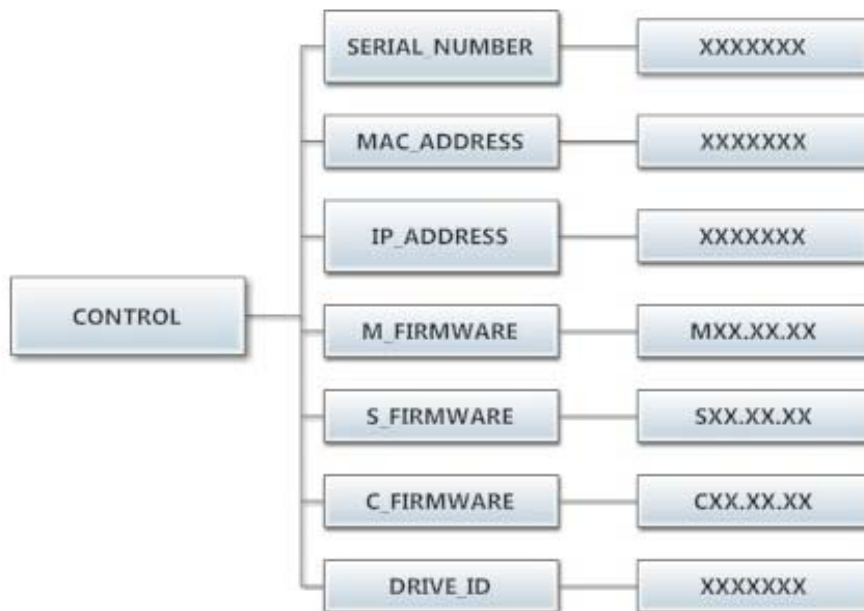 SERIAL_NUMBER XXXXXXX
MAC_ADDRESS XXXXXXX
IP_ADDRESS XXXXXXX
CONTROL
M_FIRMWARE MXX.XX.XX
S_FIRMWARE SXX.XX.XX
C_FIRMWARE CXX.XX.XX
DRIVE_ID XXXXXXX